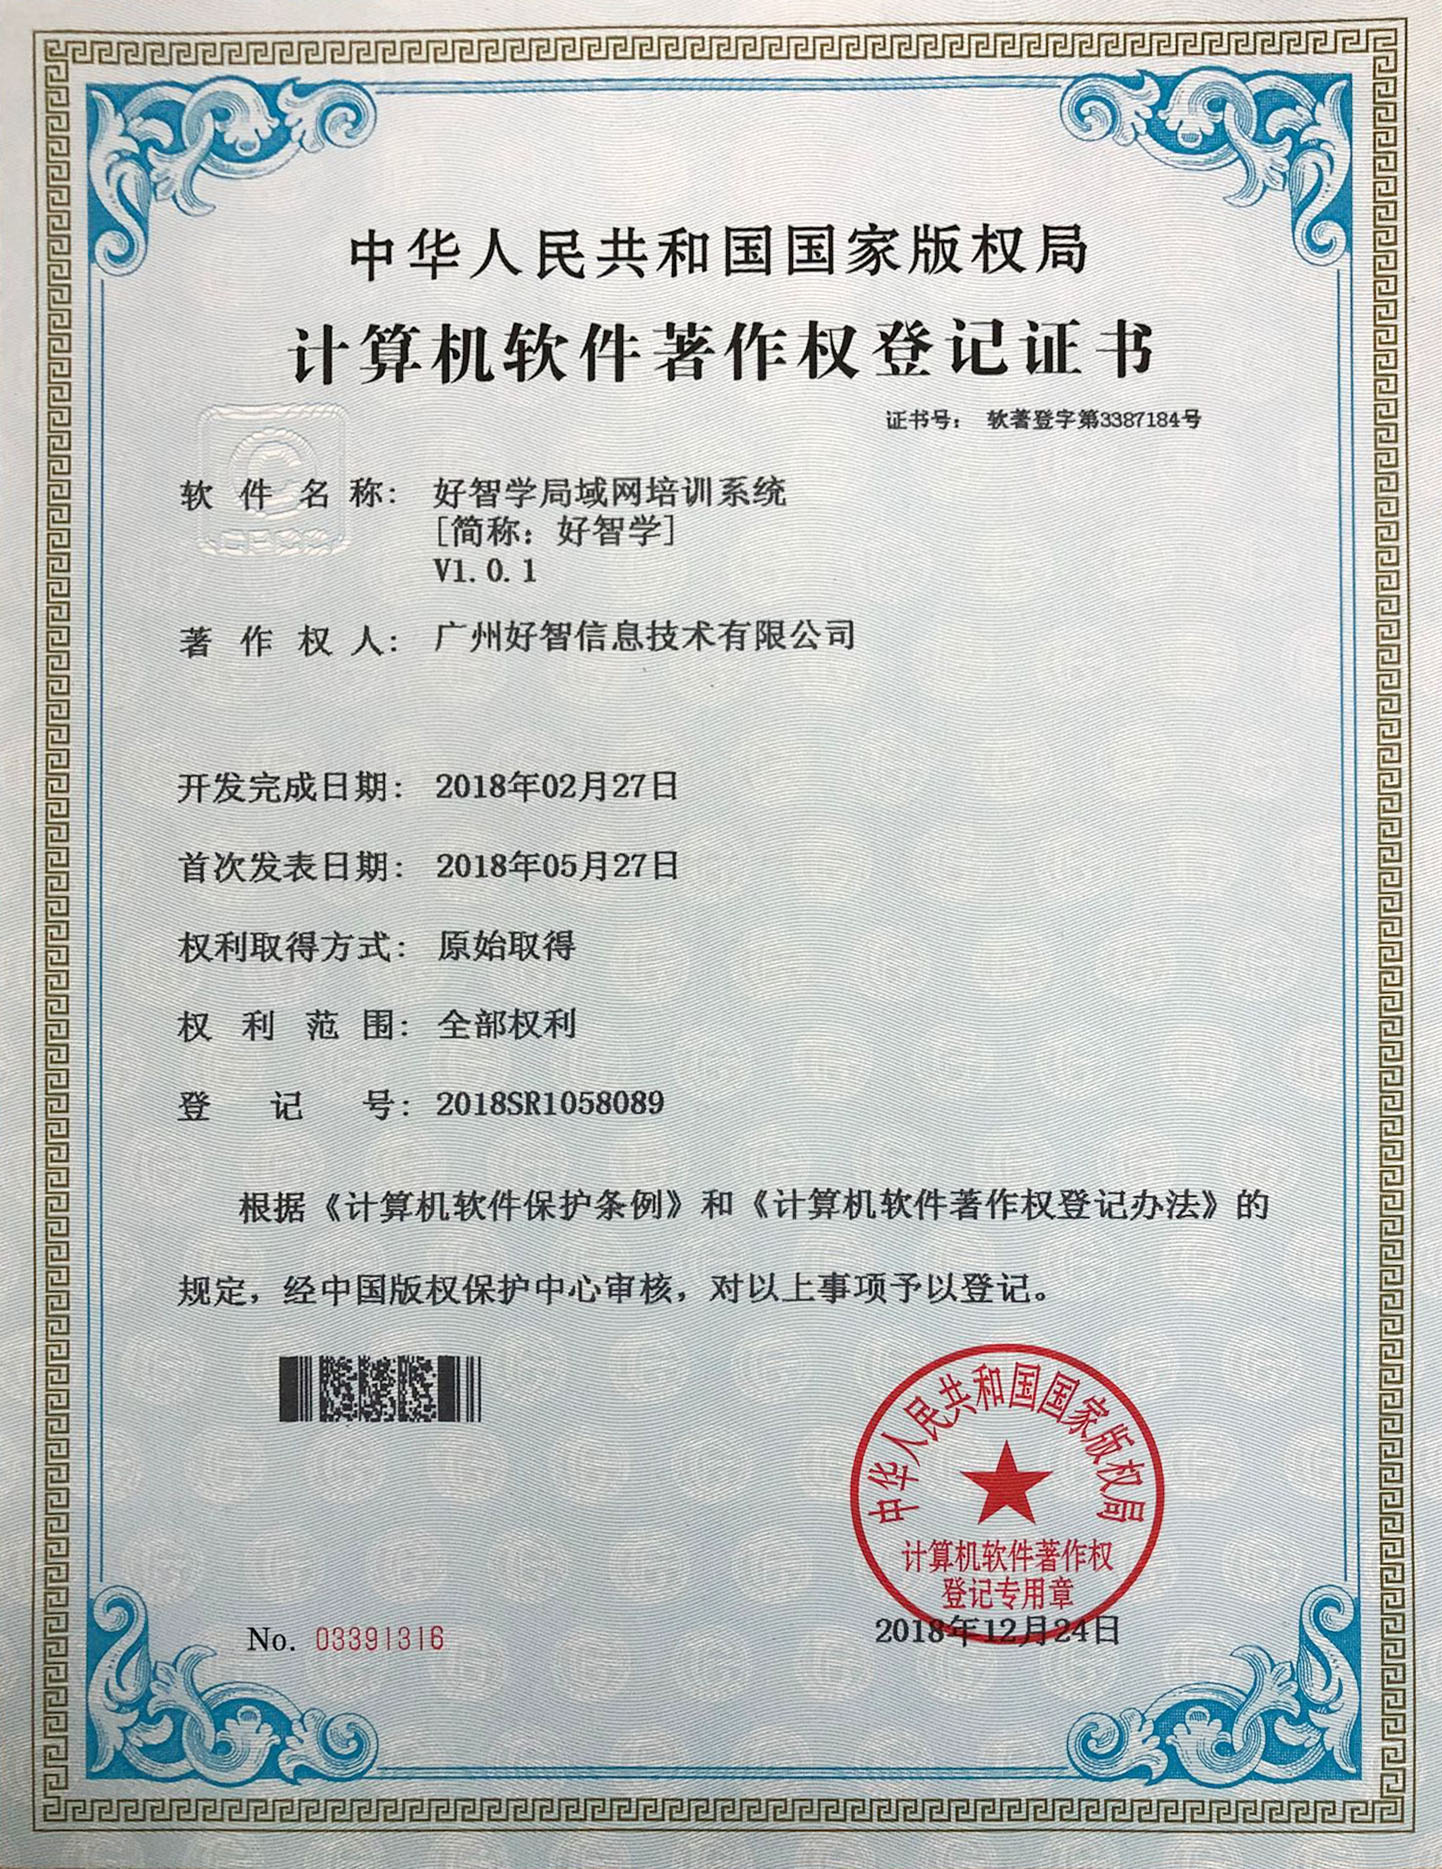 中华人民共和国国家版权局
计算机软件著作权登记证书
证书号： 软著登字第3387184号
软件名称： 好智学局域网培训系统
[简称：好智学]
V1.0.1
著作权人： 广州好智信息技术有限公司
开发完成日期： 2018年02月27日
首次发表日期： 2018年05月27日
权利取得方式： 原始取得
权利范围： 全部权利
登记号： 2018SR1058089
根据《计算机软件保护条例》和《计算机软件著作权登记办法》的
规定，经中国版权保护中心审核，对以上事项予以登记。
中华人民共和国国家版权局
计算机软件著作权
登记专用章
2018年12月24日
No. 03391316